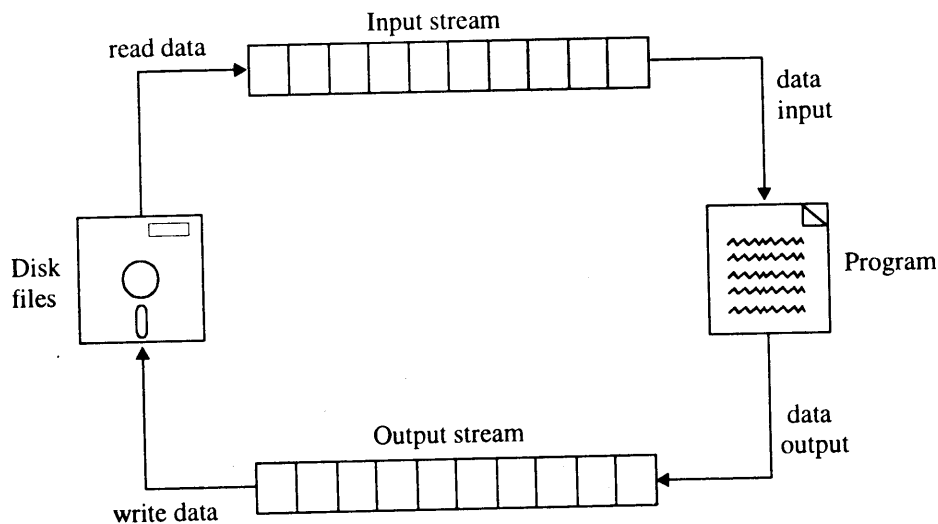 Input stream
read data
data
input
Disk
files
Program
Output stream
data
output
write data